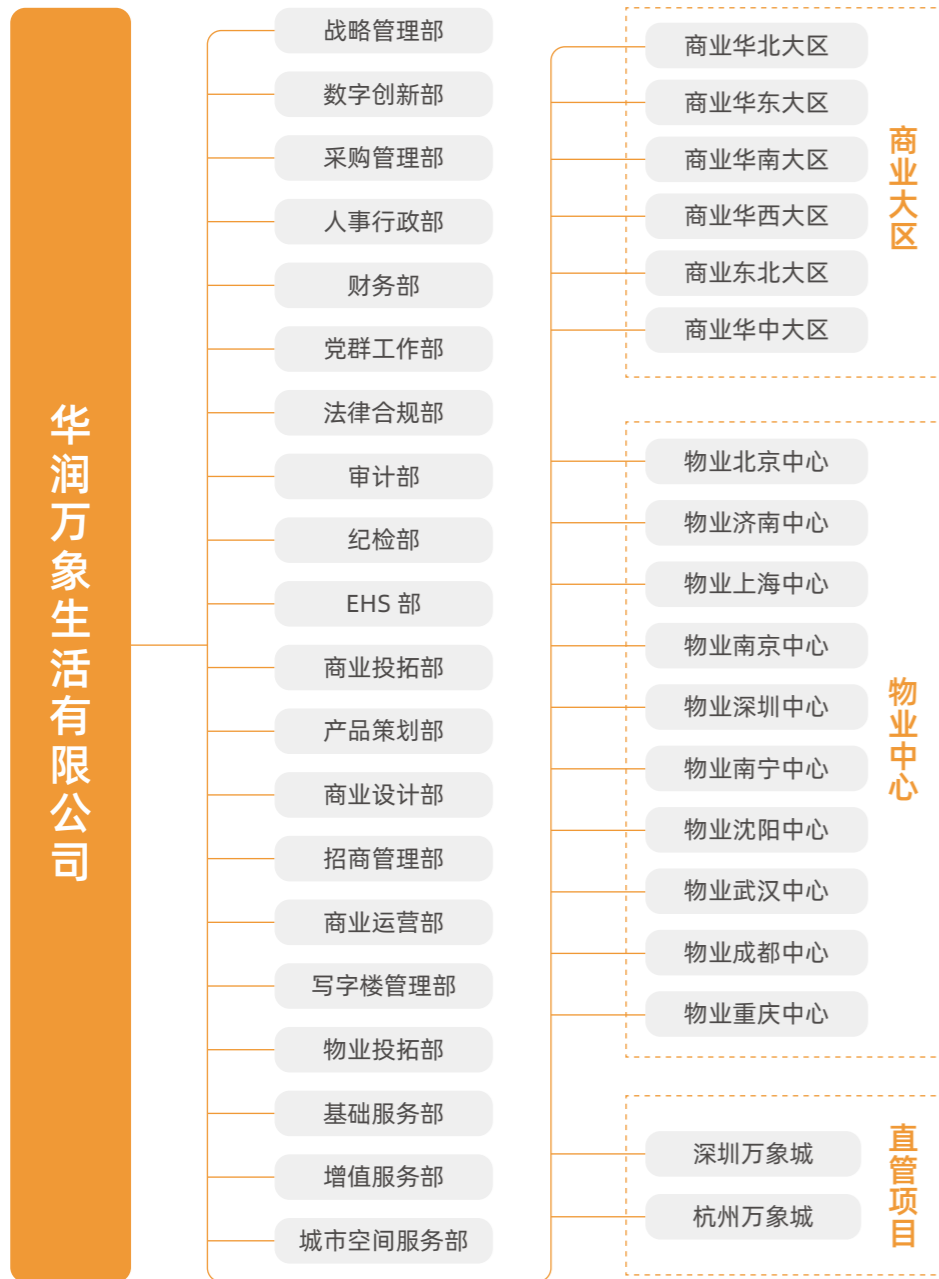 华润万象生活有限公司
战略管理部
数字创新部
采购管理部
人事行政部
财务部
党群工作部
法律合规部
审计部
纪检部
EHS 部
商业投拓部
产品策划部
商业设计部
招商管理部
商业运营部
写字楼管理部
物业投拓部
基础服务部
增值服务部
城市空间服务部
商业华北大区
商业华东大区
商业华南大区
商业华西大区
商业东北大区
商业华中大区
商业大区
物业北京中心
物业济南中心
物业上海中心
物业南京中心
物业深圳中心
物业南宁中心
物业沈阳中心
物业武汉中心
物业成都中心
物业重庆中心
物业中心
深圳万象城
杭州万象城
直管项目